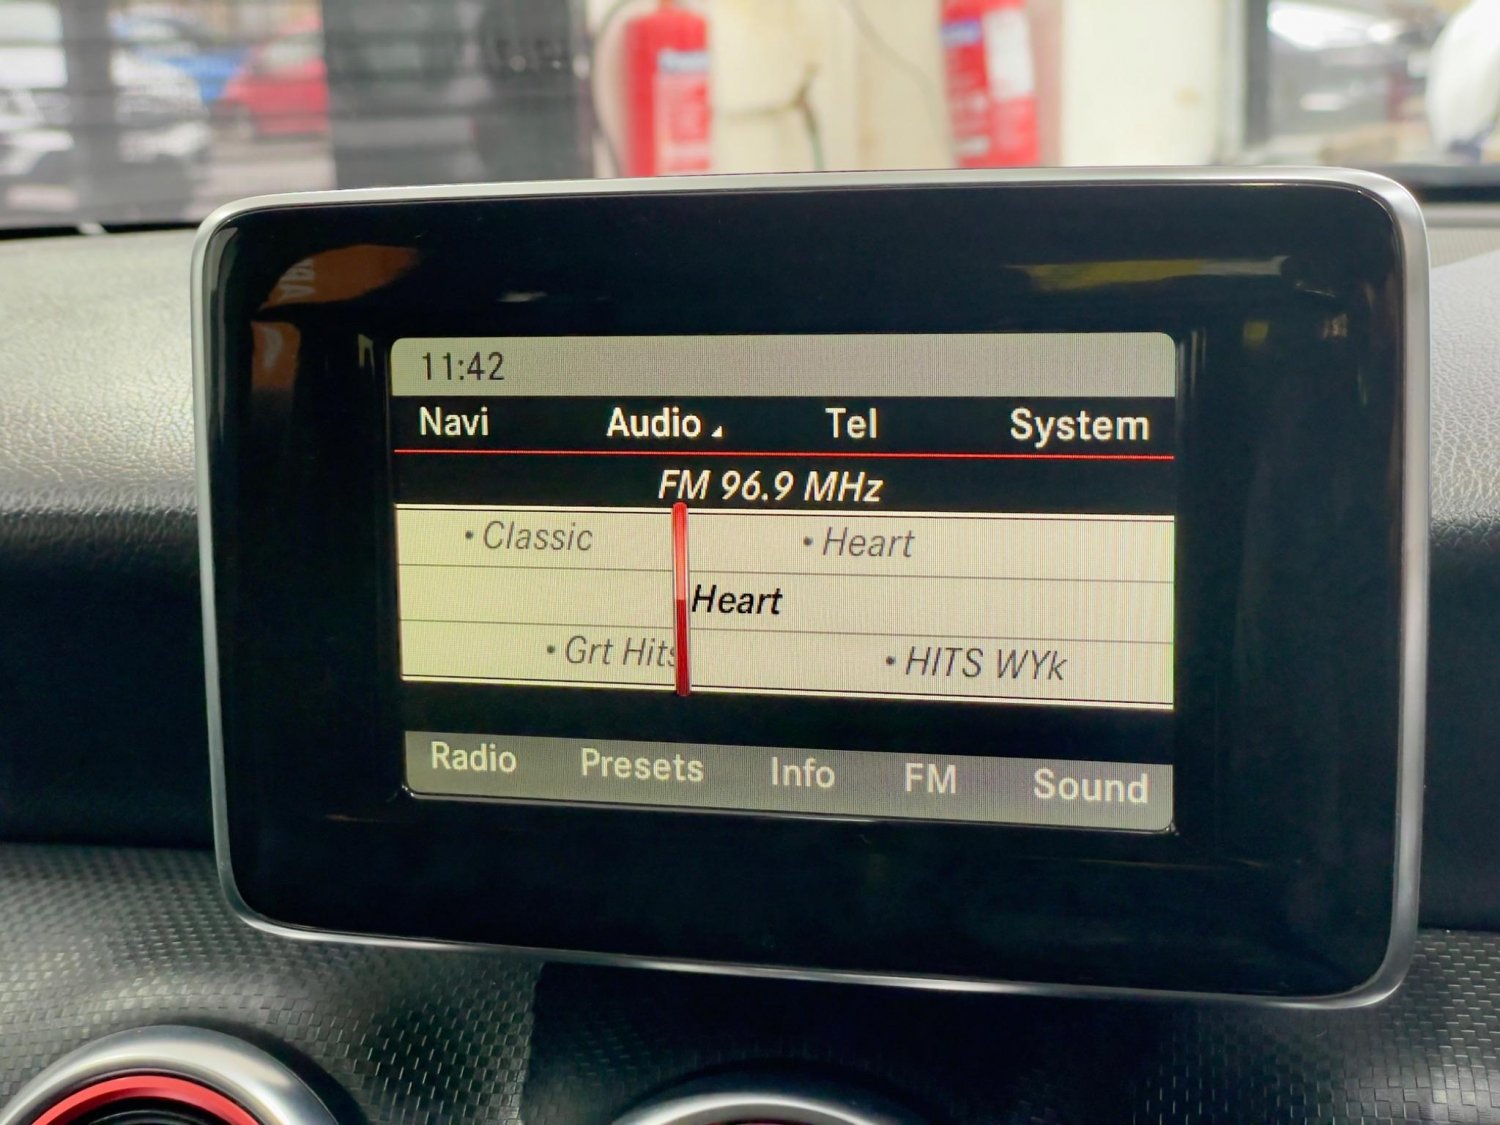 11:42
Navi Audio Tel System
FM 96.9 MHz
• Classic • Heart
Heart
• Grt Hits • HITS WYk
Radio Presets Info FM Sound